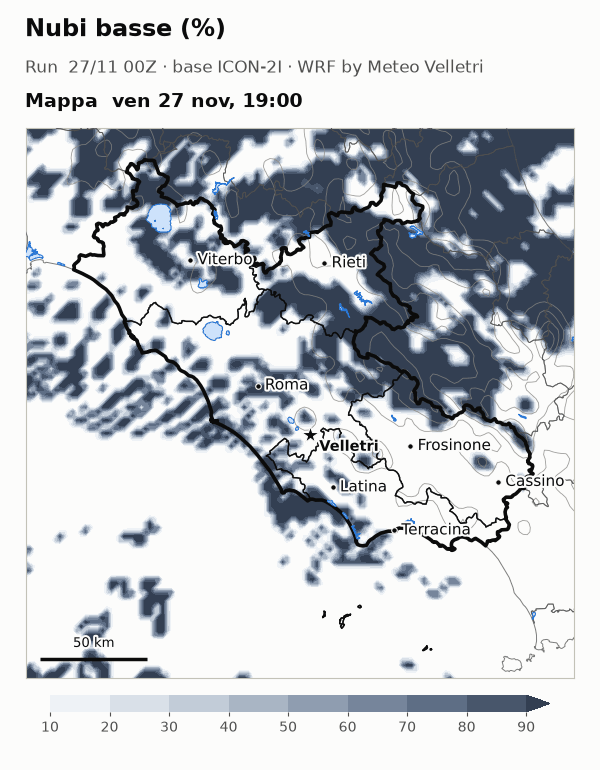 Nubi basse (%)
Run 27/11 00Z · base ICON-2I · WRF by Meteo Velletri
Mappa ven 27 nov, 19:00
Viterbo
Rieti
Roma
Velletri
Frosinone
Latina
Cassino
Terracina
50 km
10 20 30 40 50 60 70 80 90